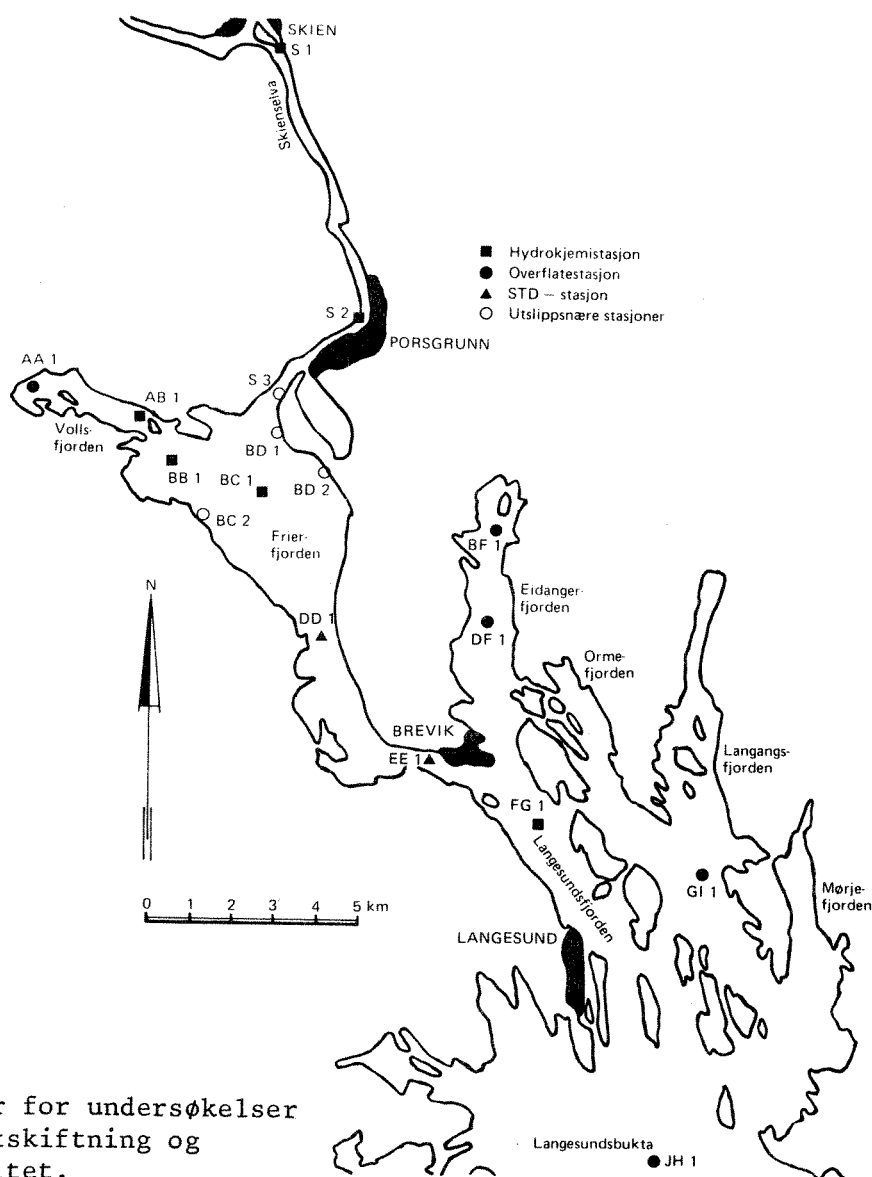 SKIEN
S 1
Skienselva
Hydrokjemistasjon
Overflatestasjon
STD – stasjon
Utslippsnære stasjoner
S 2
PORSGRUNN
AA 1
S 3
AB 1
Volls-
fjorden
BD 1
BB 1
BC 1
BD 2
BC 2
Frier-
fjorden
BF 1
Eidanger-
fjorden
N
DD 1
DF 1
Orme-
fjorden
BREVIK
EE 1
Langangs-
fjorden
FG 1
Langesundsfjorden
GI 1
Mørje-
fjorden
0 1 2 3 4 5 km
LANGESUND
r for undersøkelser
tskiftning og
itet.
Langesundsbukta
JH 1